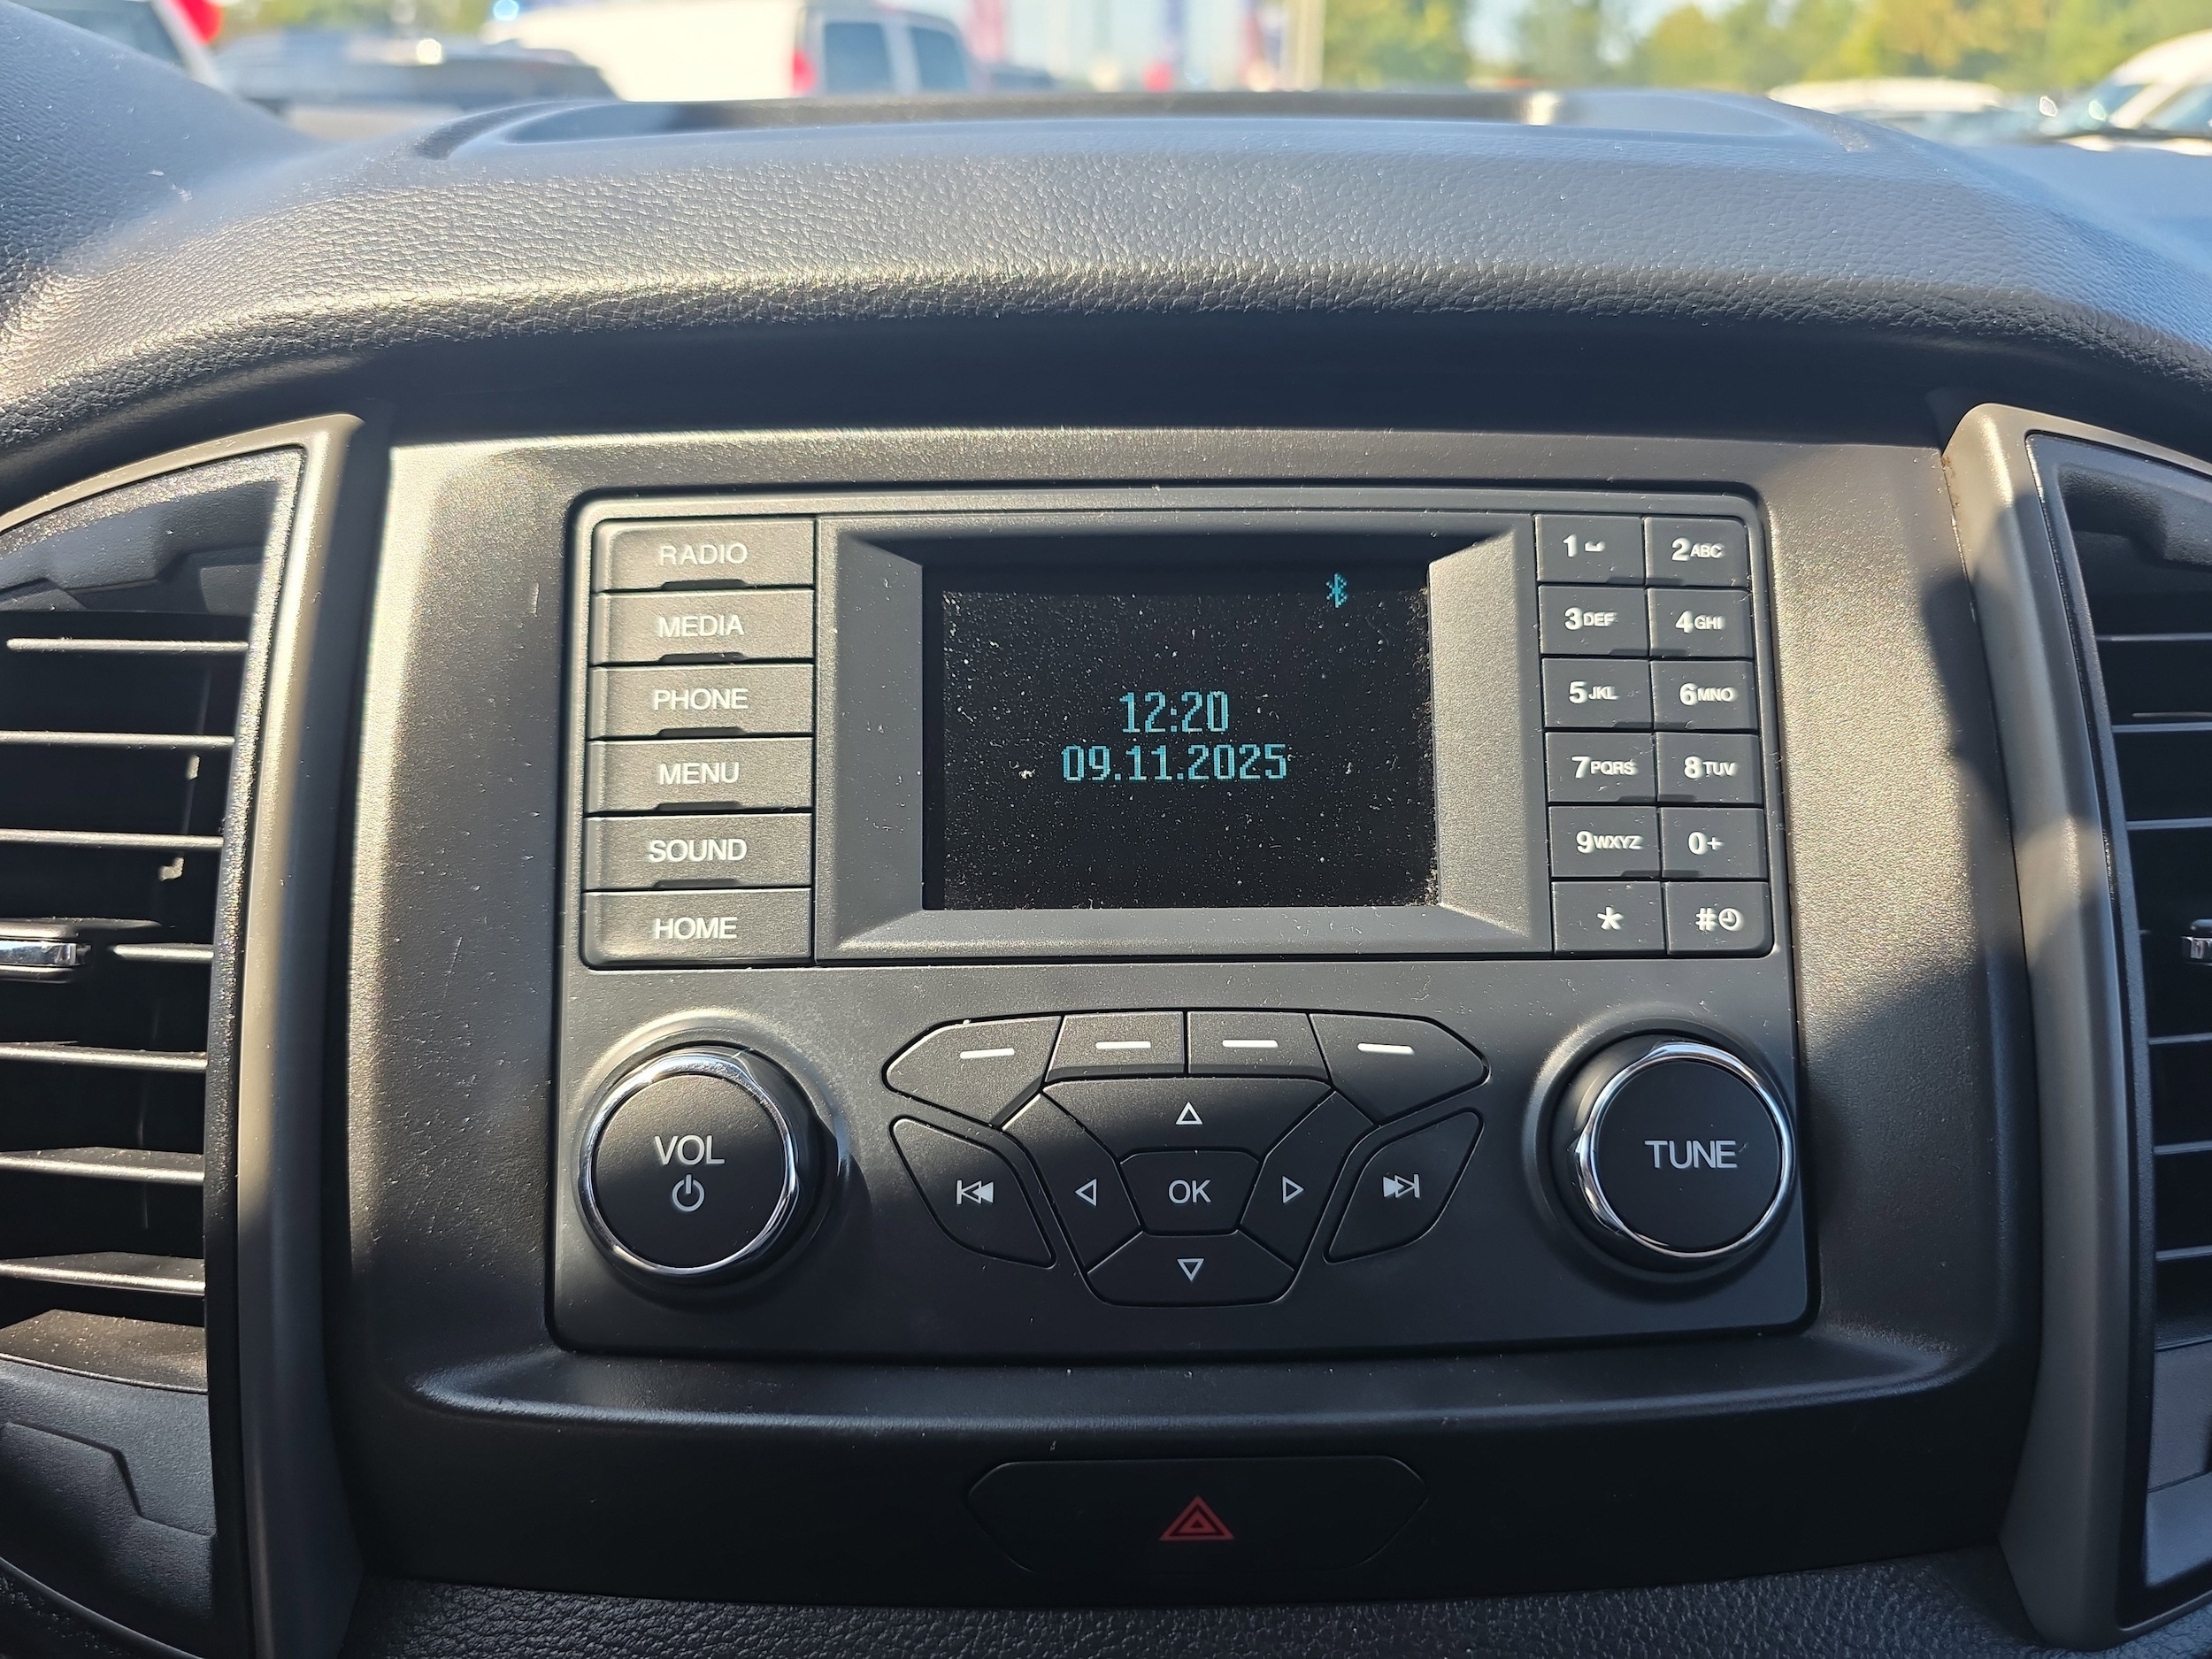 RADIO
MEDIA
PHONE
MENU
SOUND
HOME
12:20
09.11.2025
1 2ABC
3DEF 4GHI
5JKL 6MNO
7PQRS 8TUV
9WXYZ 0+
* #
VOL
OK
TUNE